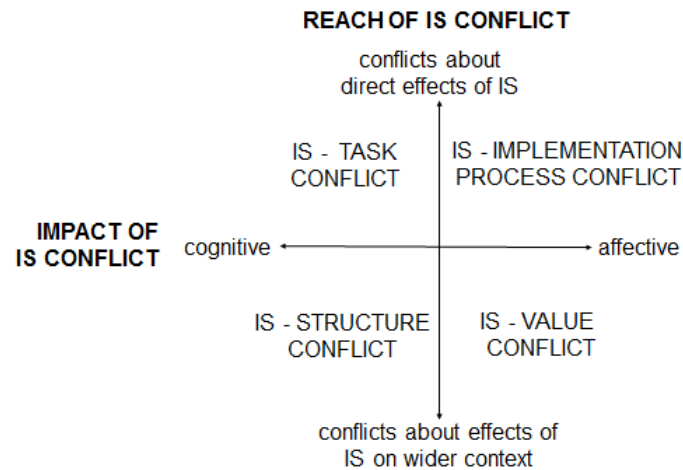 REACH OF IS CONFLICT
conflicts about
direct effects of IS
IS - TASK
CONFLICT
IS - IMPLEMENTATION
PROCESS CONFLICT
IMPACT OF
IS CONFLICT
cognitive
affective
IS - STRUCTURE
CONFLICT
IS - VALUE
CONFLICT
conflicts about effects of
IS on wider context